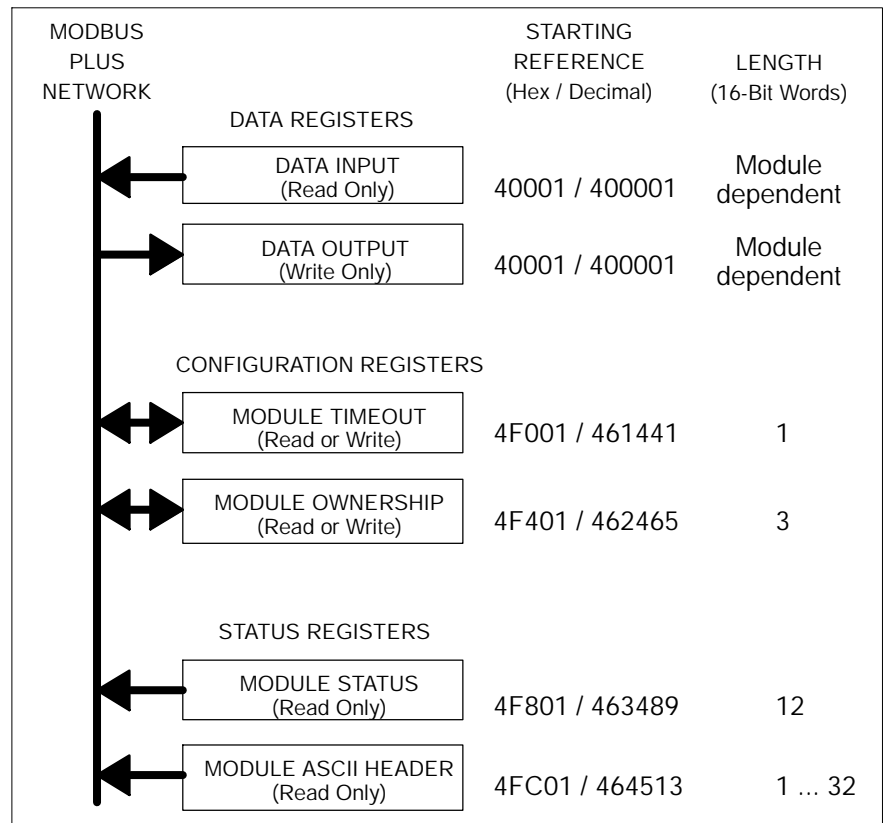 MODBUS
PLUS
NETWORK
STARTING
REFERENCE
(Hex / Decimal)
LENGTH
(16-Bit Words)
DATA REGISTERS
DATA INPUT
(Read Only)
40001 / 400001
Module
dependent
DATA OUTPUT
(Write Only)
40001 / 400001
Module
dependent
CONFIGURATION REGISTERS
MODULE TIMEOUT
(Read or Write)
4F001 / 461441
1
MODULE OWNERSHIP
(Read or Write)
4F401 / 462465
3
STATUS REGISTERS
MODULE STATUS
(Read Only)
4F801 / 463489
12
MODULE ASCII HEADER
(Read Only)
4FC01 / 464513
1 ... 32